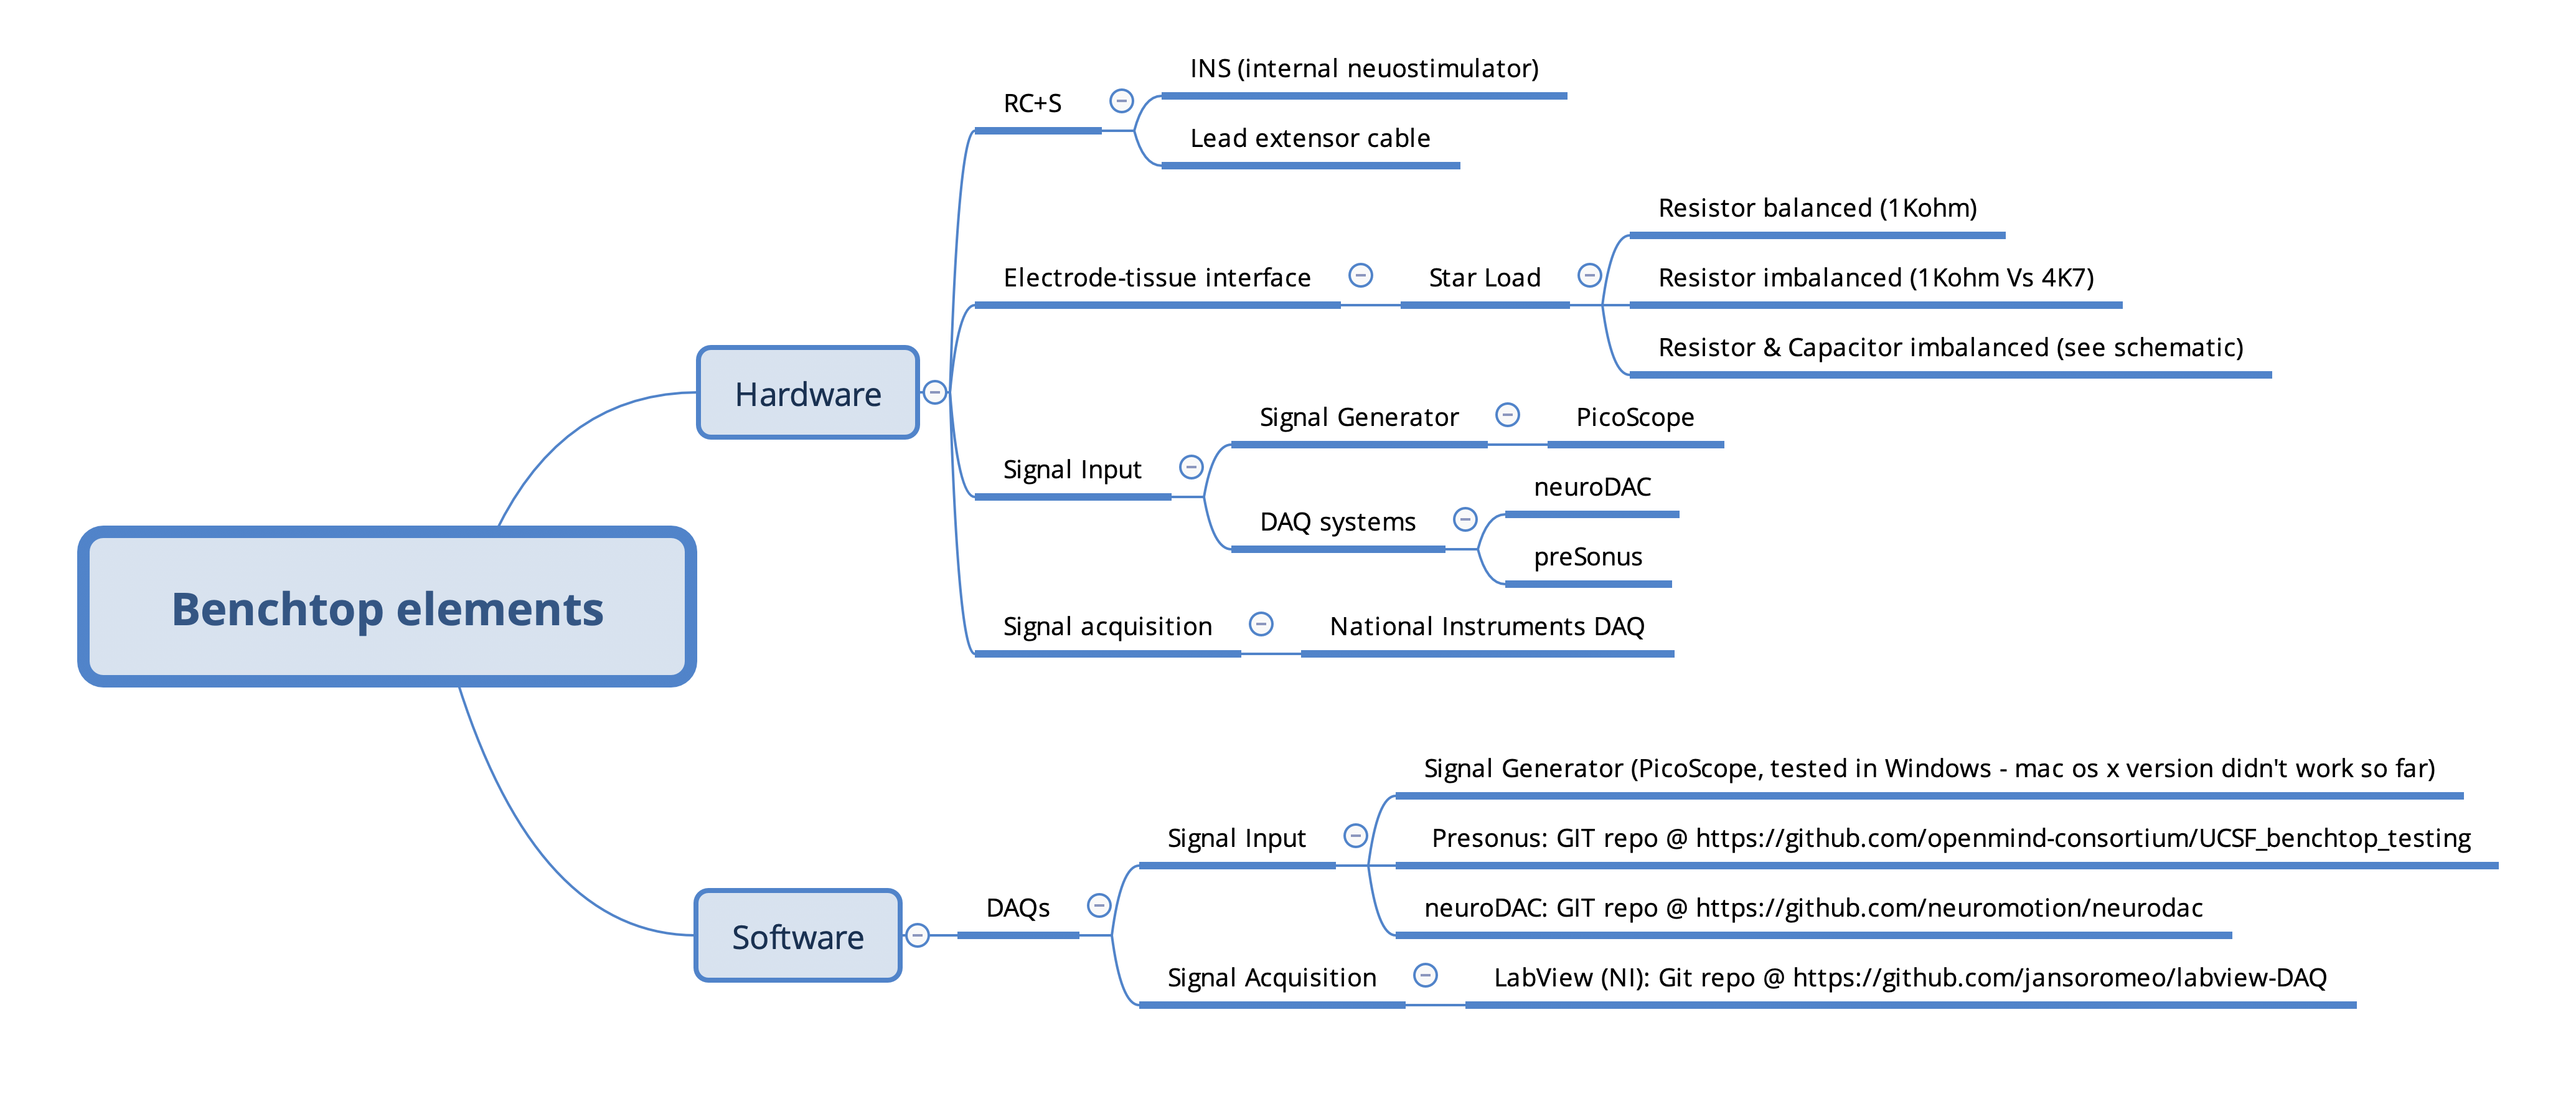 Benchtop elements
Hardware
RC+S
INS (internal neuostimulator)
Lead extensor cable
Electrode-tissue interface
Star Load
Resistor balanced (1Kohm)
Resistor imbalanced (1Kohm Vs 4K7)
Resistor & Capacitor imbalanced (see schematic)
Signal Input
Signal Generator
PicoScope
DAQ systems
neuroDAC
preSonus
Signal acquisition
National Instruments DAQ
Software
DAQs
Signal Input
Signal Generator (PicoScope, tested in Windows - mac os x version didn't work so far)
Presonus: GIT repo @ https://github.com/openmind-consortium/UCSF_benchtop_testing
neuroDAC: GIT repo @ https://github.com/neuromotion/neurodac
Signal Acquisition
LabView (NI): Git repo @ https://github.com/jansoromeo/labview-DAQ